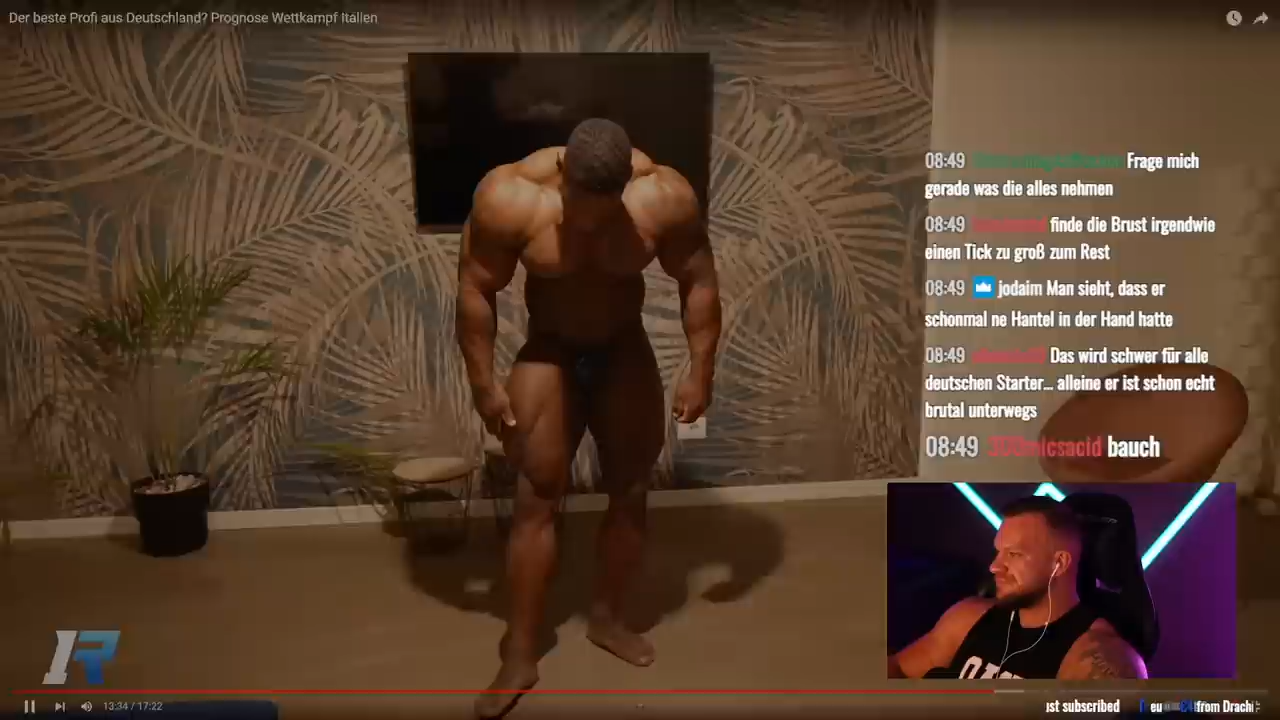 Der beste Profi aus Deutschland? Prognose Wettkampf Italien
08:49 Frage mich
gerade was die alles nehmen
08:49 finde die Brust irgendwie
einen Tick zu groß zum Rest
08:49 jodaim Man sieht, dass er
schonmal ne Hantel in der Hand hatte
08:49 Das wird schwer für alle
deutschen Starter... alleine er ist schon echt
brutal unterwegs
08:49 bauch
13:34 / 17:22
ust subscribed
from Drachi